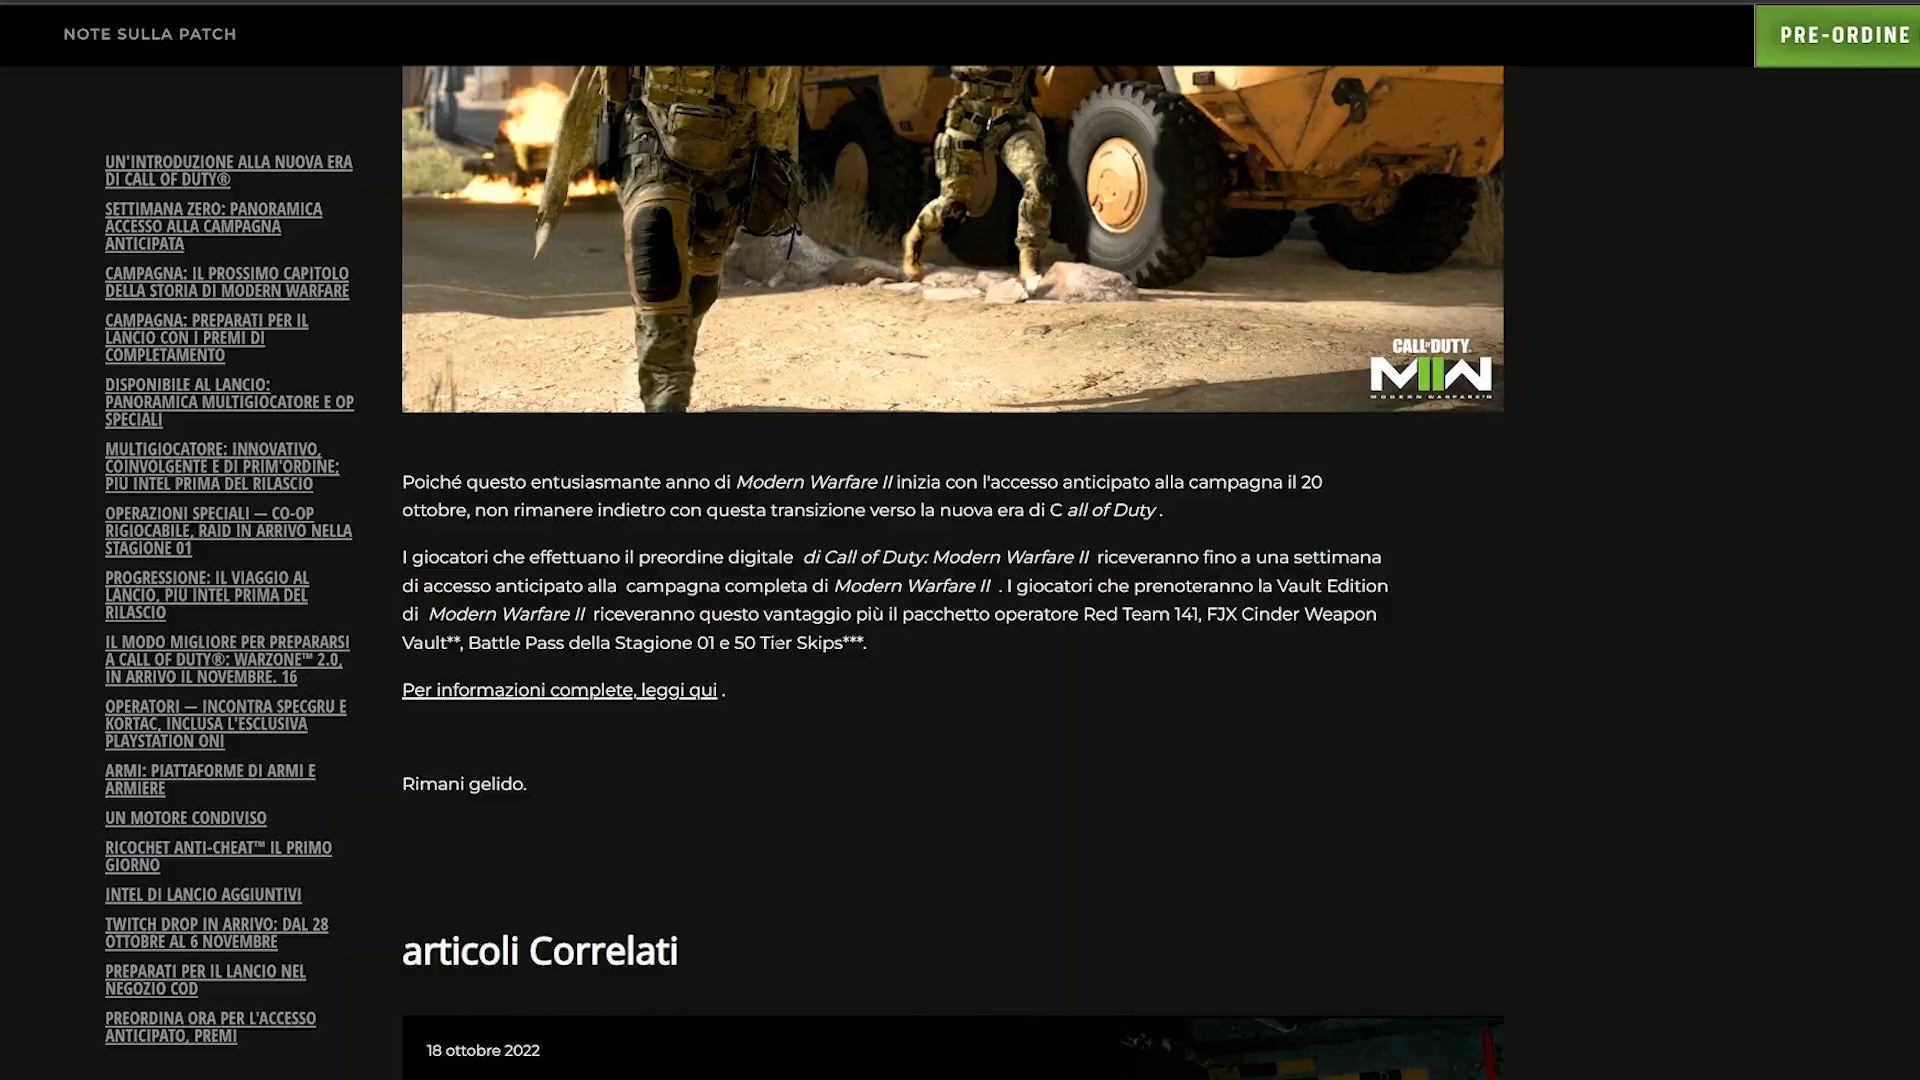 NOTE SULLA PATCH
PRE-ORDINE
UN'INTRODUZIONE ALLA NUOVA ERA
DI CALL OF DUTY®
SETTIMANA ZERO: PANORAMICA
ACCESSO ALLA CAMPAGNA
ANTICIPATA
CAMPAGNA: IL PROSSIMO CAPITOLO
DELLA STORIA DI MODERN WARFARE
CAMPAGNA: PREPARATI PER IL
LANCIO CON I PREMI DI
COMPLETAMENTO
DISPONIBILE AL LANCIO:
PANORAMICA MULTIGIOCATORE E OP
SPECIALI
MULTIGIOCATORE: INNOVATIVO,
COINVOLGENTE E DI PRIM'ORDINE;
PIÙ INTEL PRIMA DEL RILASCIO
OPERAZIONI SPECIALI — CO-OP
RIGIOCABILE, RAID IN ARRIVO NELLA
STAGIONE 01
PROGRESSIONE: IL VIAGGIO AL
LANCIO, PIÙ INTEL PRIMA DEL
RILASCIO
IL MODO MIGLIORE PER PREPARARSI
A CALL OF DUTY®: WARZONE™ 2.0,
IN ARRIVO IL NOVEMBRE. 16
OPERATORI — INCONTRA SPECGRU E
KORTAC, INCLUSA L'ESCLUSIVA
PLAYSTATION ONI
ARMI: PIATTAFORME DI ARMI E
ARMIERE
UN MOTORE CONDIVISO
RICOCHET ANTI-CHEAT™ IL PRIMO
GIORNO
INTEL DI LANCIO AGGIUNTIVI
TWITCH DROP IN ARRIVO: DAL 28
OTTOBRE AL 6 NOVEMBRE
PREPARATI PER IL LANCIO NEL
NEGOZIO COD
PREORDINA ORA PER L'ACCESSO
ANTICIPATO, PREMI
CALL OF DUTY.
MWII
MODERN WARFARE II
Poiché questo entusiasmante anno di Modern Warfare II inizia con l'accesso anticipato alla campagna il 20
ottobre, non rimanere indietro con questa transizione verso la nuova era di C all of Duty .
I giocatori che effettuano il preordine digitale di Call of Duty: Modern Warfare II riceveranno fino a una settimana
di accesso anticipato alla campagna completa di Modern Warfare II . I giocatori che prenoteranno la Vault Edition
di Modern Warfare II riceveranno questo vantaggio più il pacchetto operatore Red Team 141, FJX Cinder Weapon
Vault**, Battle Pass della Stagione 01 e 50 Tier Skips***.
Per informazioni complete, leggi qui .
Rimani gelido.
articoli Correlati
18 ottobre 2022